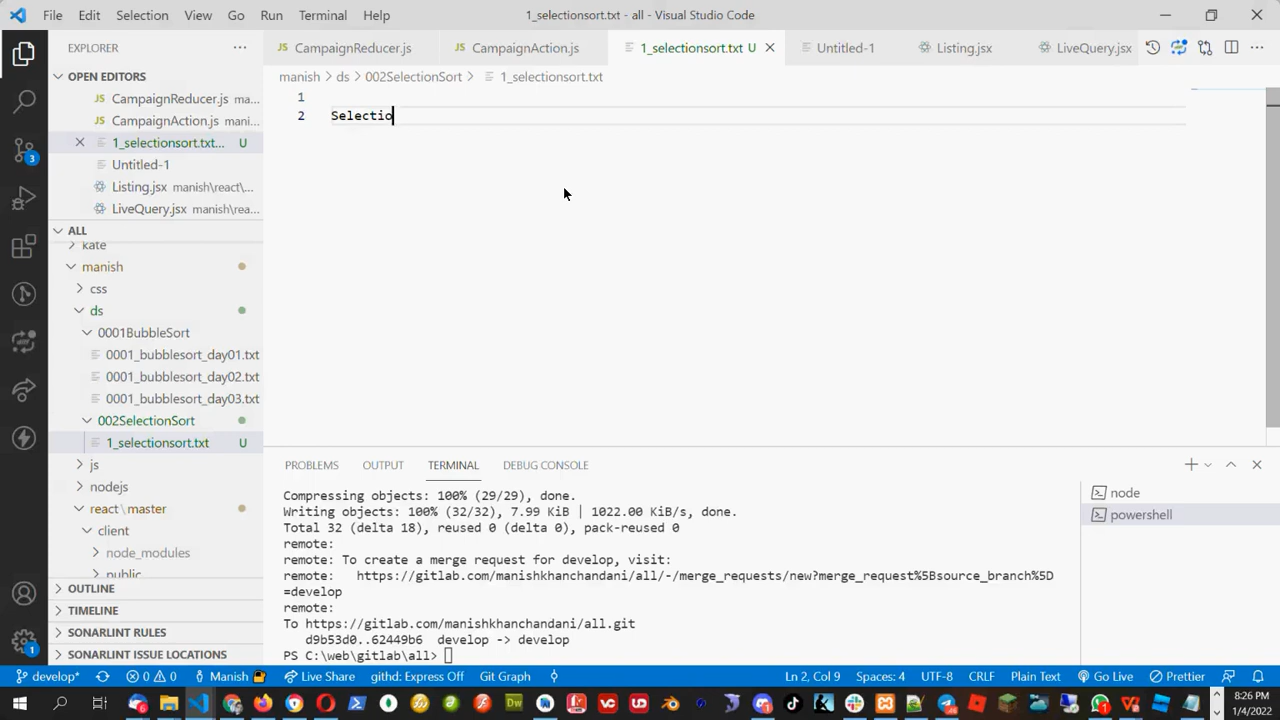 File Edit Selection View Go Run Terminal Help 1_selectionsort.txt - all - Visual Studio Code
EXPLORER
CampaignReducer.js CampaignAction.js 1_selectionsort.txt U Untitled-1 Listing.jsx LiveQuery.jsx
manish > ds > 002SelectionSort > 1_selectionsort.txt
OPEN EDITORS
CampaignReducer.js ma...
CampaignAction.js mani...
1_selectionsort.txt... U
Untitled-1
Listing.jsx manish\react\...
LiveQuery.jsx manish\rea...
ALL
kate
manish
css
ds
0001BubbleSort
0001_bubblesort_day01.txt
0001_bubblesort_day02.txt
0001_bubblesort_day03.txt
002SelectionSort
1_selectionsort.txt U
js
nodejs
react\master
client
node_modules
public
OUTLINE
TIMELINE
SONARLINT RULES
SONARLINT ISSUE LOCATIONS
1
2 Selectio
PROBLEMS OUTPUT TERMINAL DEBUG CONSOLE
Compressing objects: 100% (29/29), done.
Writing objects: 100% (32/32), 7.99 KiB | 1022.00 KiB/s, done.
Total 32 (delta 18), reused 0 (delta 0), pack-reused 0
remote:
remote: To create a merge request for develop, visit:
remote:   https://gitlab.com/manishkhanchandani/all/-/merge_requests/new?merge_request%5Bsource_branch%5D
=develop
remote:
To https://gitlab.com/manishkhanchandani/all.git
d9b53d0..62449b6  develop -> develop
PS C:\web\gitlab\all>
node
powershell
3
1
develop* 0 0 Manish Live Share githd: Express Off Git Graph Ln 2, Col 9 Spaces: 4 UTF-8 CRLF Plain Text Go Live Prettier
8:26 PM
1/4/2022